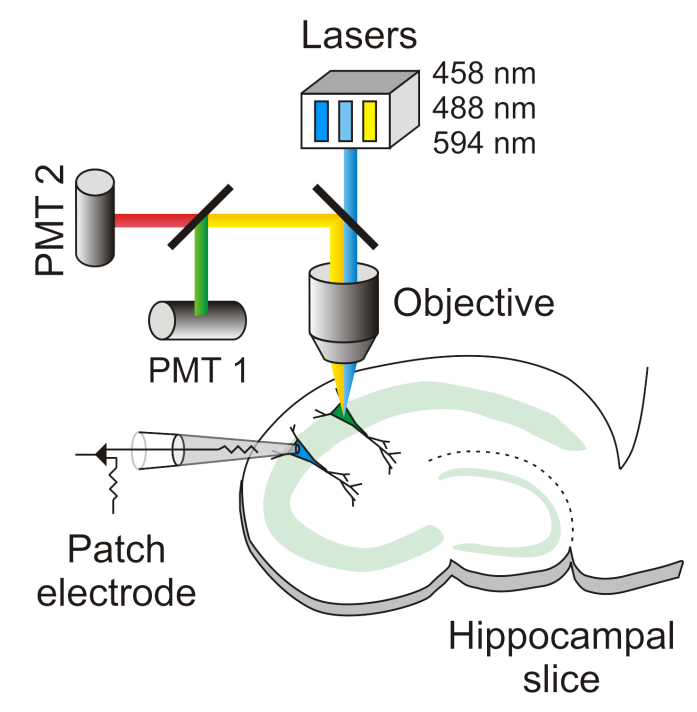 Lasers
458 nm
488 nm
594 nm
PMT 2
Objective
PMT 1
Patch
electrode
Hippocampal
slice